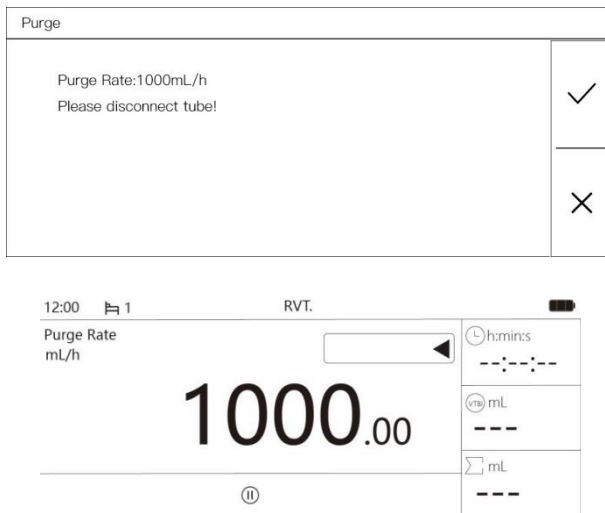 Purge
Purge Rate:1000mL/h
Please disconnect tube!
12:00 1 RVT.
Purge Rate
mL/h
1000.00
h:min:s
--:--:--
VTBI mL
---
mL
---